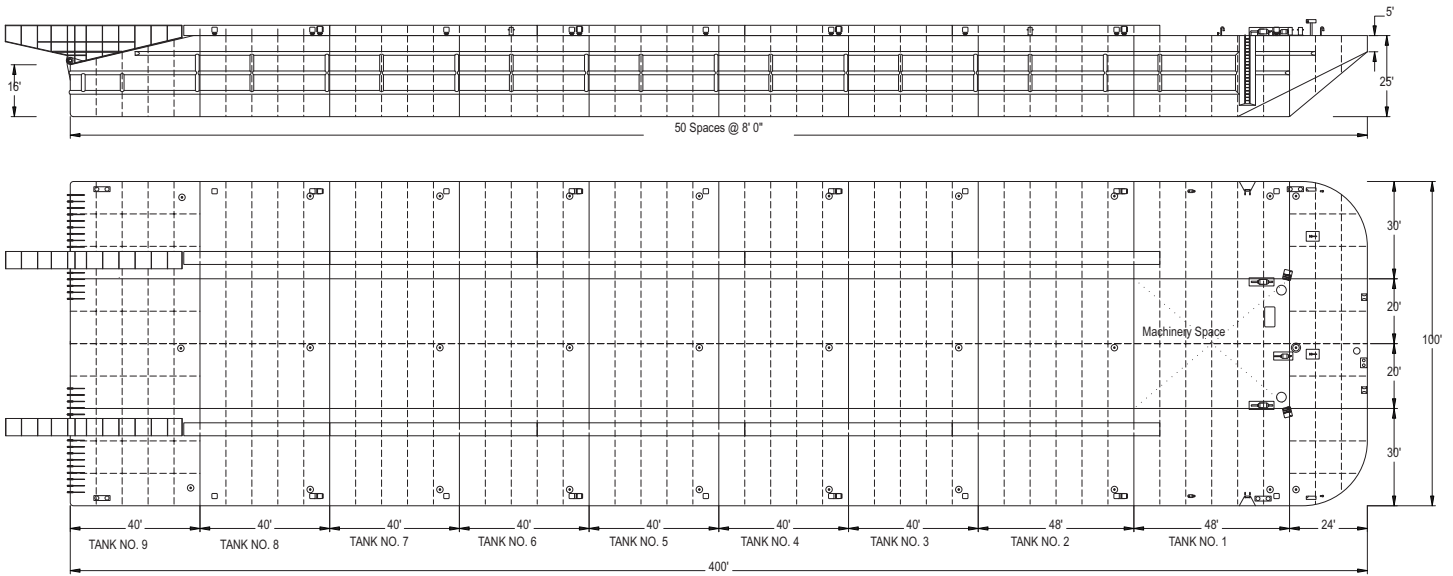 5'
16'
25'
50 Spaces @ 8' 0"
30'
20'
Machinery Space
100'
20'
30'
40' 40' 40' 40' 40' 40' 40' 48' 48' 24'
TANK NO. 9 TANK NO. 8 TANK NO. 7 TANK NO. 6 TANK NO. 5 TANK NO. 4 TANK NO. 3 TANK NO. 2 TANK NO. 1
400'